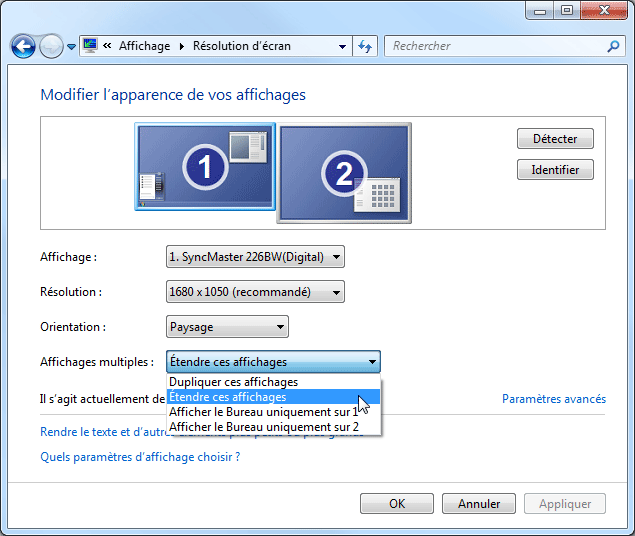 « Affichage ▸ Résolution d'écran
Rechercher
Modifier l'apparence de vos affichages
1
2
Détecter
Identifier
Affichage : 1. SyncMaster 226BW(Digital)
Résolution : 1680 x 1050 (recommandé)
Orientation : Paysage
Affichages multiples : Étendre ces affichages
Dupliquer ces affichages
Étendre ces affichages
Afficher le Bureau uniquement sur 1
Afficher le Bureau uniquement sur 2
Il s'agit actuellement de
Paramètres avancés
Rendre le texte et d'autres
Quels paramètres d'affichage choisir ?
OK Annuler Appliquer